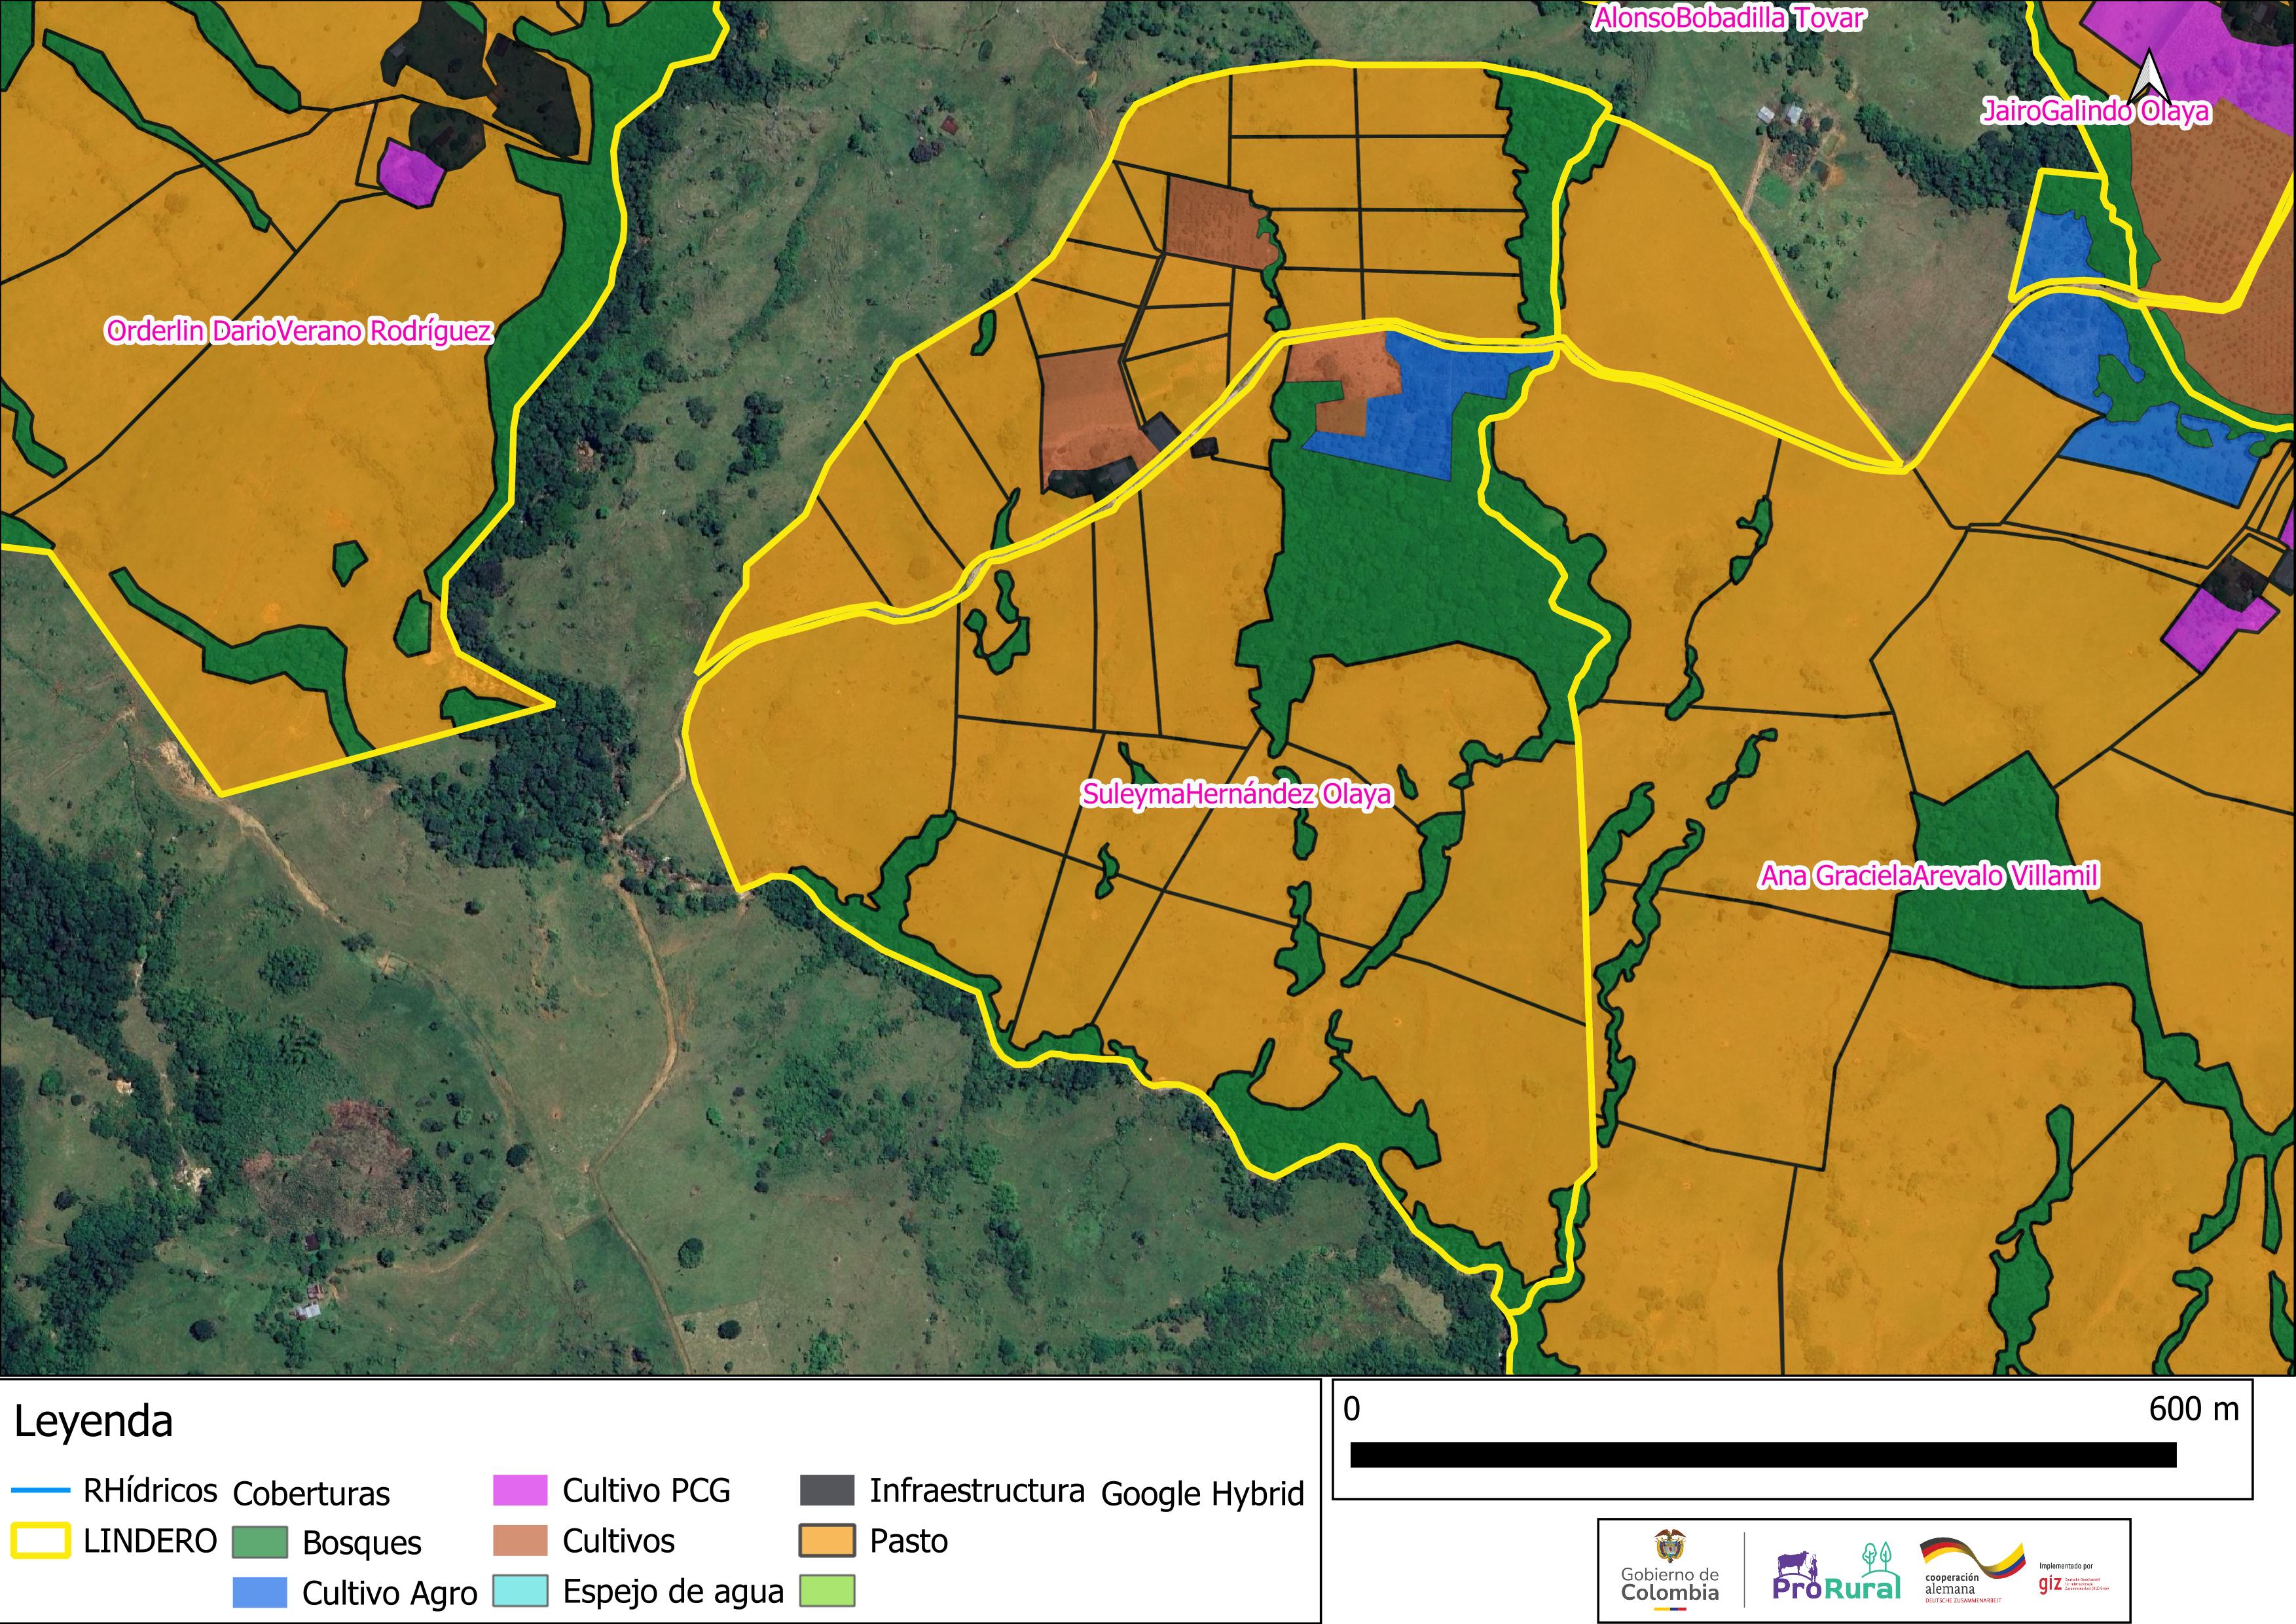 AlonsoBobadilla Tovar
JairoGalindo Olaya
Orderlin DarioVerano Rodríguez
SuleymaHernández Olaya
Ana GracielaArevalo Villamil
Leyenda
RHídricos
LINDERO
Coberturas
Bosques
Cultivo Agro
Cultivo PCG
Cultivos
Espejo de agua
Infraestructura
Pasto
Google Hybrid
0 600 m
Gobierno de
Colombia
ProRural
cooperación
alemana
DEUTSCHE ZUSAMMENARBEIT
Implementado por
giz